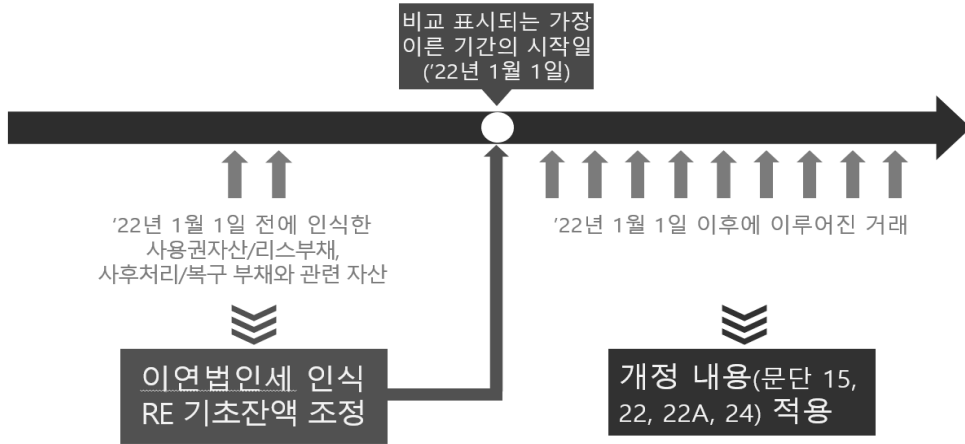 비교 표시되는 가장
이른 기간의 시작일
('22년 1월 1일)
'22년 1월 1일 전에 인식한
사용권자산/리스부채,
사후처리/복구 부채와 관련 자산
'22년 1월 1일 이후에 이루어진 거래
이연법인세 인식
RE 기초잔액 조정
개정 내용(문단 15,
22, 22A, 24) 적용